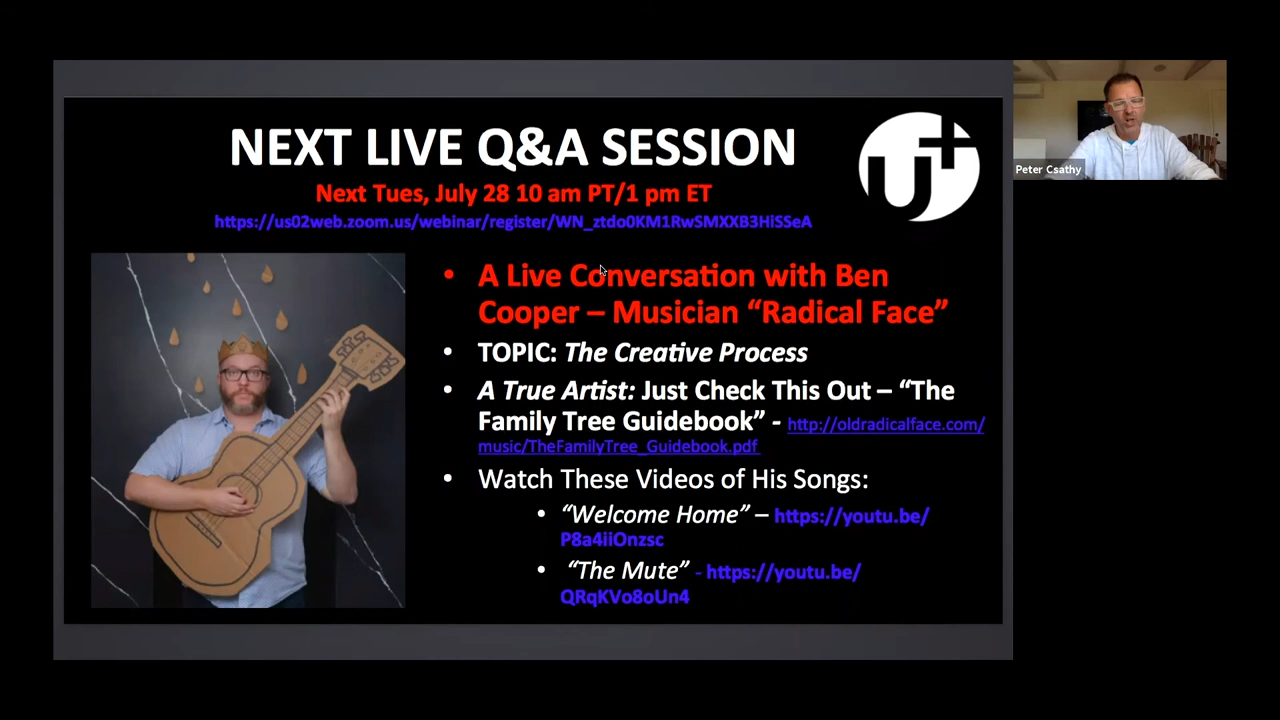 NEXT LIVE Q&A SESSION
Next Tues, July 28 10 am PT/1 pm ET
https://us02web.zoom.us/webinar/register/WN_ztdo0KM1RwSMXXB3HiSSeA
U+
Peter Csathy
• A Live Conversation with Ben
Cooper – Musician “Radical Face”
• TOPIC: The Creative Process
• A True Artist: Just Check This Out – “The
Family Tree Guidebook” - http://oldradicalface.com/
music/TheFamilyTree_Guidebook.pdf
• Watch These Videos of His Songs:
• “Welcome Home” – https://youtu.be/
P8a4iiOnzsc
• “The Mute” - https://youtu.be/
QRqKVo8oUn4